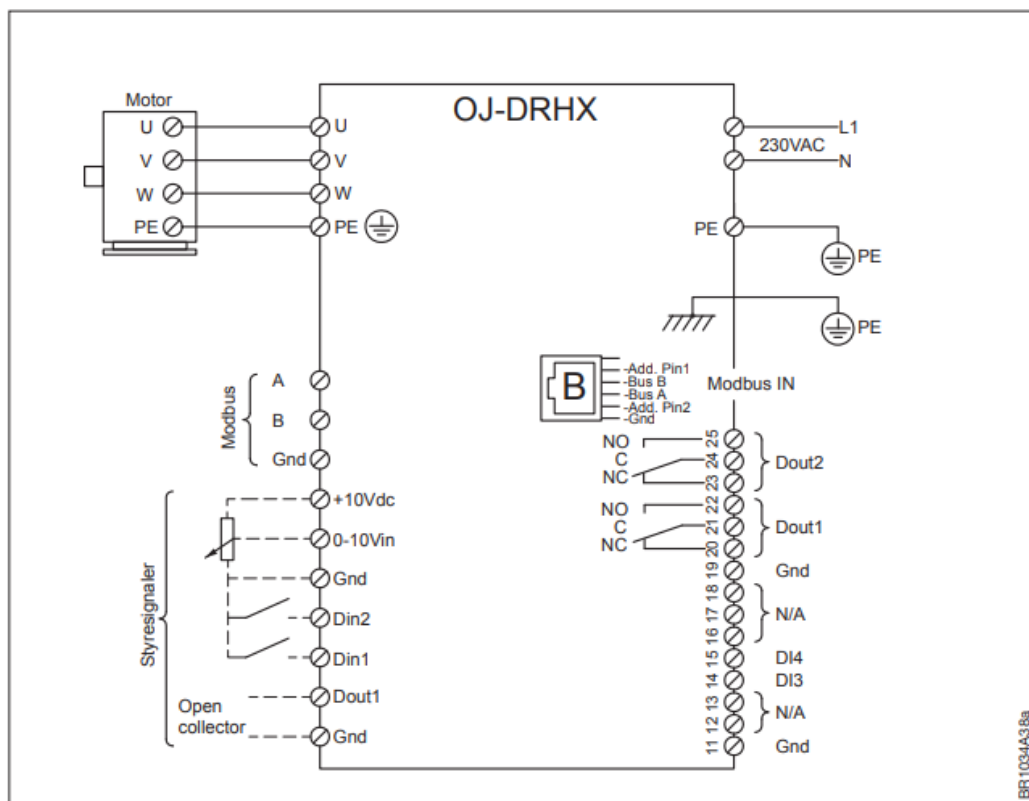 OJ-DRHX
Motor
U
V
W
PE
U
V
W
PE
L1
230VAC
N
PE
PE
PE
Modbus
A
B
Gnd
B
-Add. Pin1
-Bus B
-Bus A
-Add. Pin2
-Gnd
Modbus IN
Styresignaler
+10Vdc
0-10Vin
Gnd
Din2
Din1
Dout1
Gnd
Open
collector
NO
C
NC
25
24
23
Dout2
NO
C
NC
22
21
20
Dout1
19 Gnd
18
17
16
N/A
15 DI4
14 DI3
13
12
N/A
11 Gnd
BR1034A38a